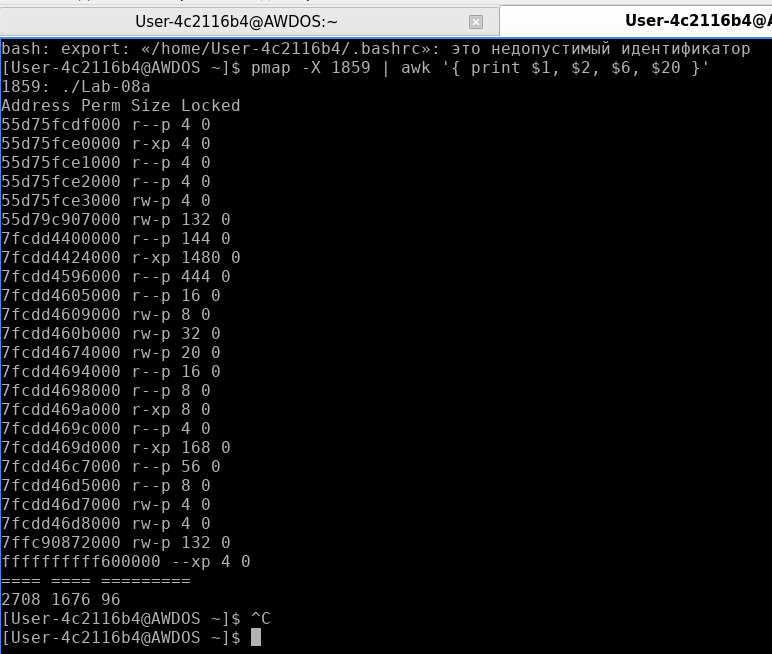 User-4c2116b4@AWDOS:~
User-4c2116b4@A
bash: export: «/home/User-4c2116b4/.bashrc»: это недопустимый идентификатор
[User-4c2116b4@AWDOS ~]$ pmap -X 1859 | awk '{ print $1, $2, $6, $20 }'
1859: ./Lab-08a
Address Perm Size Locked
55d75fcdf000 r--p 4 0
55d75fce0000 r-xp 4 0
55d75fce1000 r--p 4 0
55d75fce2000 r--p 4 0
55d75fce3000 rw-p 4 0
55d79c907000 rw-p 132 0
7fcdd4400000 r--p 144 0
7fcdd4424000 r-xp 1480 0
7fcdd4596000 r--p 444 0
7fcdd4605000 r--p 16 0
7fcdd4609000 rw-p 8 0
7fcdd460b000 rw-p 32 0
7fcdd4674000 rw-p 20 0
7fcdd4694000 r--p 16 0
7fcdd4698000 r--p 8 0
7fcdd469a000 r-xp 8 0
7fcdd469c000 r--p 4 0
7fcdd469d000 r-xp 168 0
7fcdd46c7000 r--p 56 0
7fcdd46d5000 r--p 8 0
7fcdd46d7000 rw-p 4 0
7fcdd46d8000 rw-p 4 0
7ffc90872000 rw-p 132 0
ffffffffff600000 --xp 4 0
==== ==== =========
2708 1676 96
[User-4c2116b4@AWDOS ~]$ ^C
[User-4c2116b4@AWDOS ~]$